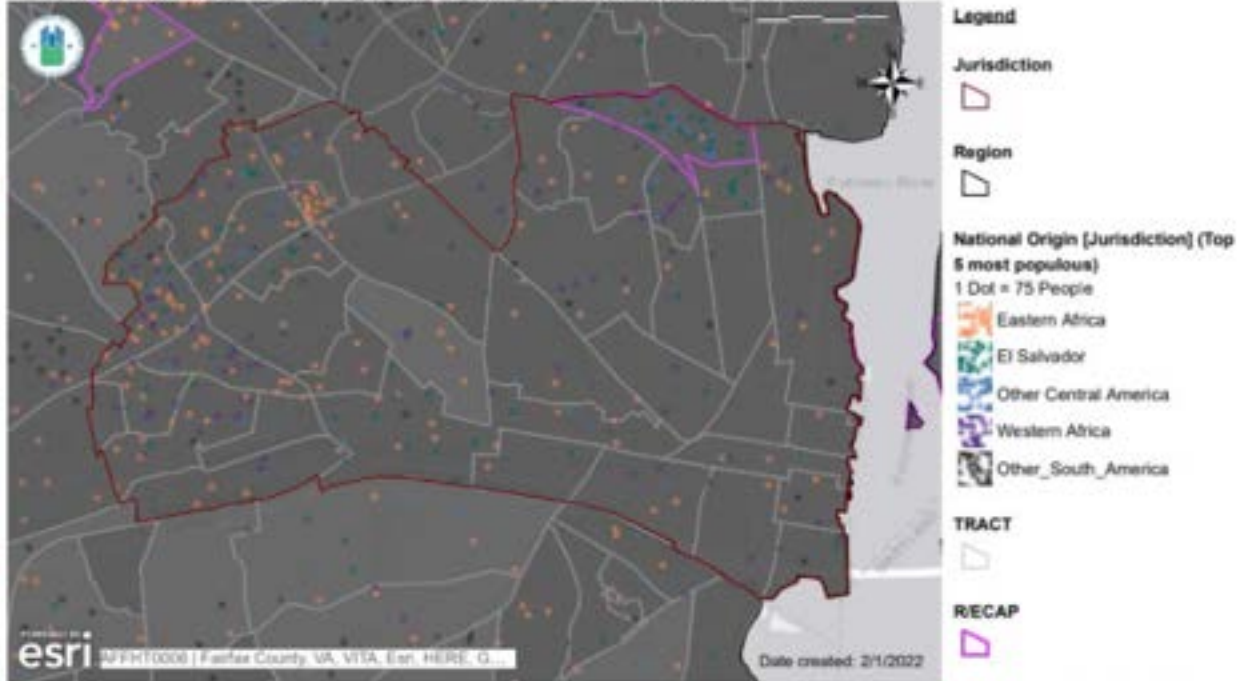 Legend
Jurisdiction
Region
National Origin [Jurisdiction] (Top
5 most populous)
1 Dot = 75 People
Eastern Africa
El Salvador
Other Central America
Western Africa
Other_South_America
TRACT
R/ECAP
POWERED BY
esri
AFFHT0006 | Fairfax County, VA, VITA, Esri, HERE, G...
Date created: 2/1/2022